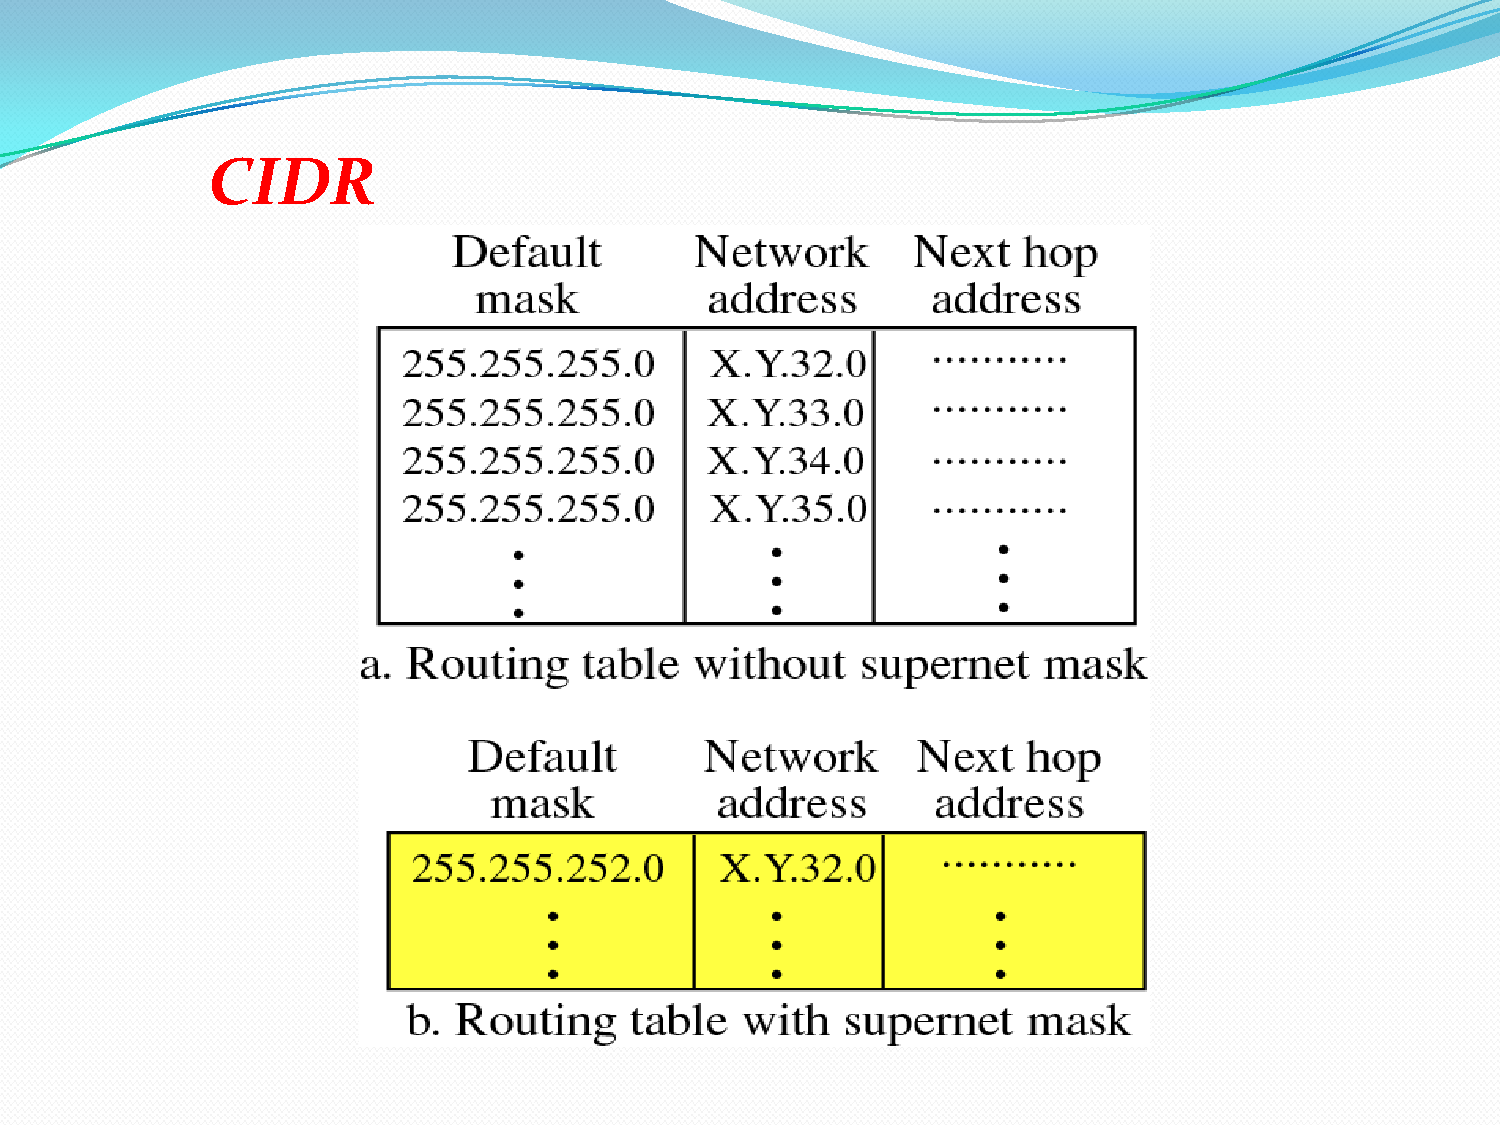 CIDR
Default Network Next hop
mask address address
255.255.255.0 X.Y.32.0 ...........
255.255.255.0 X.Y.33.0 ...........
255.255.255.0 X.Y.34.0 ...........
255.255.255.0 X.Y.35.0 ...........
a. Routing table without supernet mask
Default Network Next hop
mask address address
255.255.252.0 X.Y.32.0 ...........
b. Routing table with supernet mask